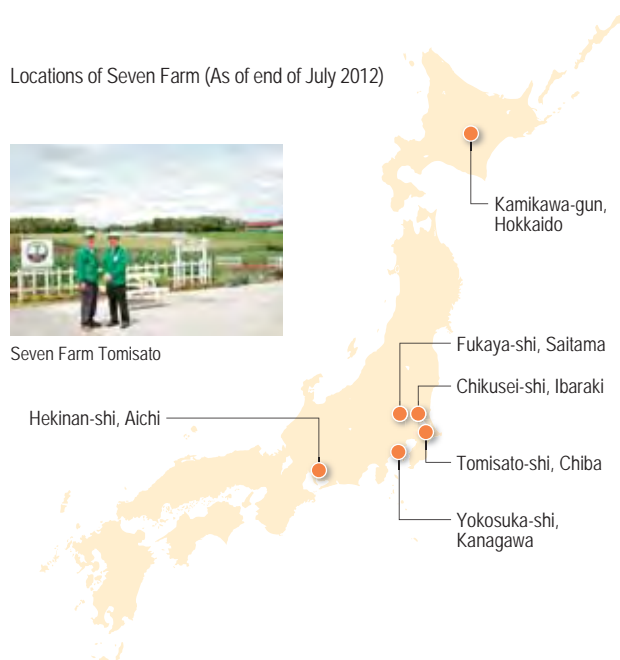 Locations of Seven Farm (As of end of July 2012)
Kamikawa-gun,
Hokkaido
Seven Farm Tomisato
Fukaya-shi, Saitama
Chikusei-shi, Ibaraki
Hekinan-shi, Aichi
Tomisato-shi, Chiba
Yokosuka-shi,
Kanagawa